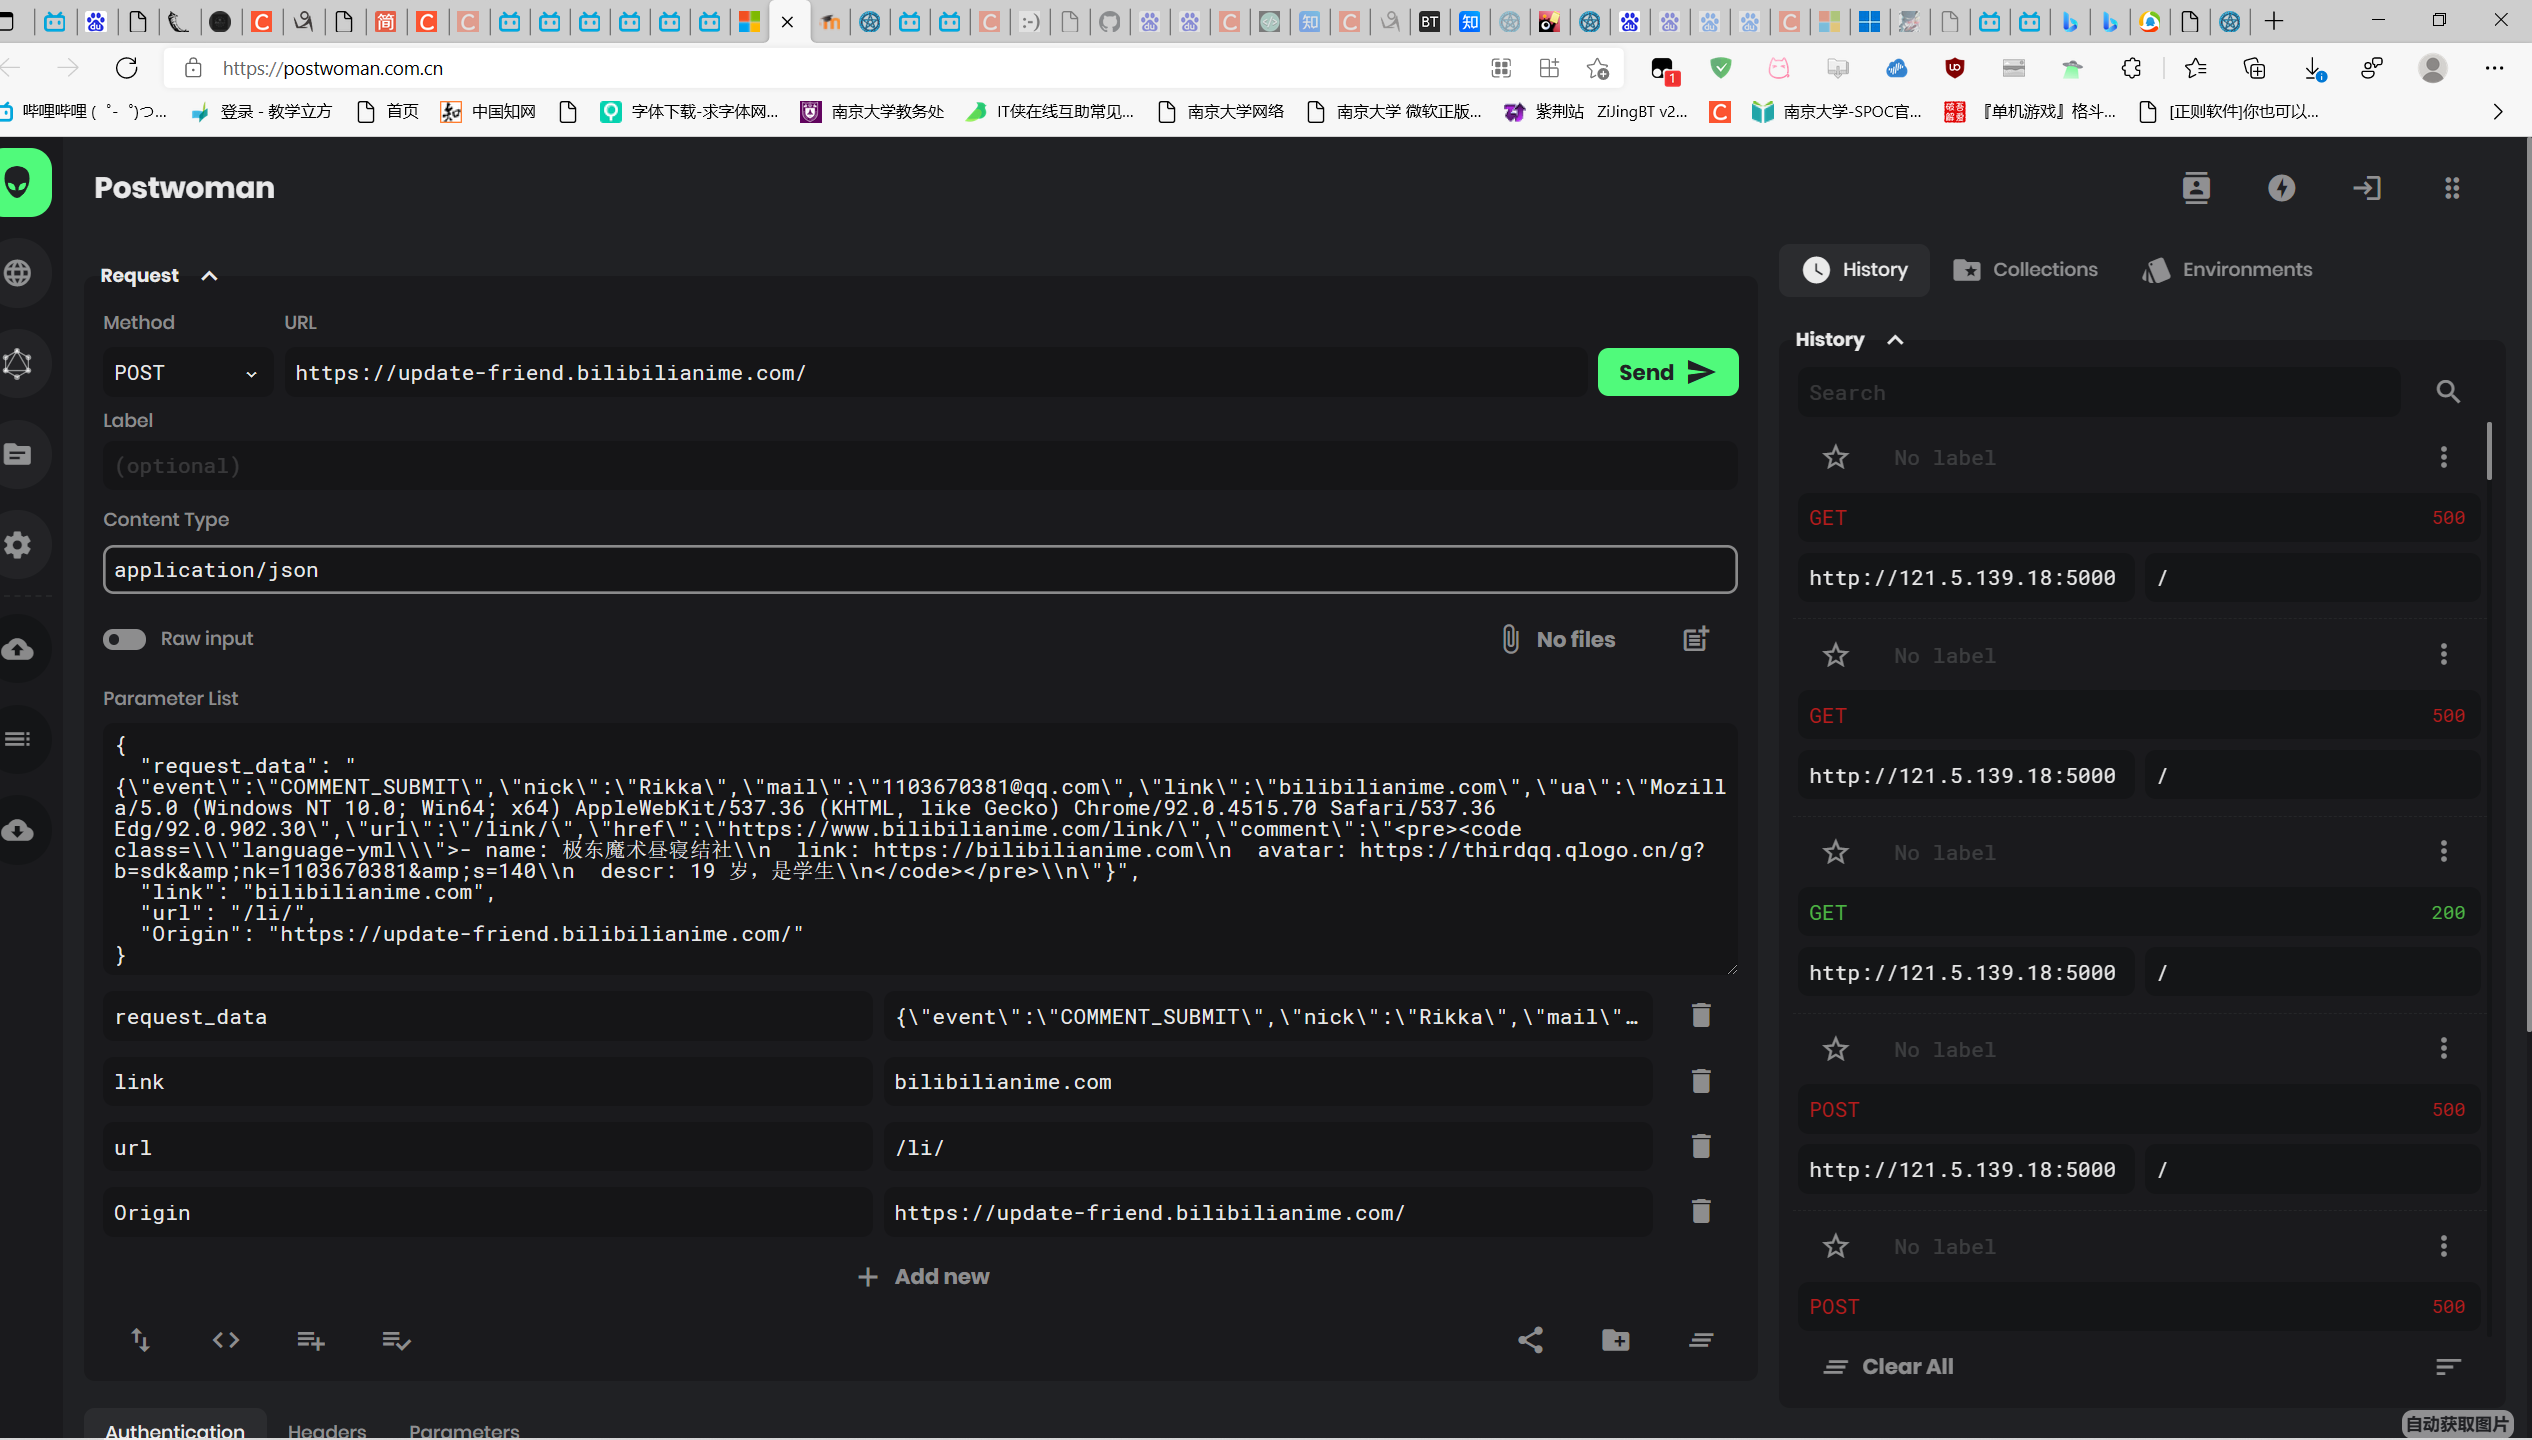 https://postwoman.com.cn
1
哔哩哔哩 (゜-゜)つ...
登录 - 教学立方
首页
中国知网
字体下载-求字体网...
南京大学教务处
IT侠在线互助常见...
南京大学网络
南京大学 微软正版...
紫荆站 ZiJingBT v2...
南京大学-SPOC官...
『单机游戏』格斗...
[正则软件]你也可以...
Postwoman
Request
Method
URL
POST
https://update-friend.bilibilianime.com/
Send
Label
(optional)
Content Type
application/json
Raw input
No files
Parameter List
{
"request_data": "
{\"event\":\"COMMENT_SUBMIT\",\"nick\":\"Rikka\",\"mail\":\"1103670381@qq.com\",\"link\":\"bilibilianime.com\",\"ua\":\"Mozill
a/5.0 (Windows NT 10.0; Win64; x64) AppleWebKit/537.36 (KHTML, like Gecko) Chrome/92.0.4515.70 Safari/537.36
Edg/92.0.902.30\",\"url\":\"/link/\",\"href\":\"https://www.bilibilianime.com/link/\",\"comment\":\"<pre><code
class=\\\"language-yml\\\">- name: 极东魔术昼寝结社\\n  link: https://bilibilianime.com\\n  avatar: https://thirdqq.qlogo.cn/g?
b=sdk&amp;nk=1103670381&amp;s=140\\n  descr: 19 岁，是学生\\n</code></pre>\\n\"}",
"link": "bilibilianime.com",
"url": "/li/",
"Origin": "https://update-friend.bilibilianime.com/"
}
request_data
{\"event\":\"COMMENT_SUBMIT\",\"nick\":\"Rikka\",\"mail\"...
link
bilibilianime.com
url
/li/
Origin
https://update-friend.bilibilianime.com/
Add new
Authentication
Headers
Parameters
History
Collections
Environments
History
Search
No label
GET
500
http://121.5.139.18:5000
/
No label
GET
500
http://121.5.139.18:5000
/
No label
GET
200
http://121.5.139.18:5000
/
No label
POST
500
http://121.5.139.18:5000
/
No label
POST
500
Clear All
自动获取图片